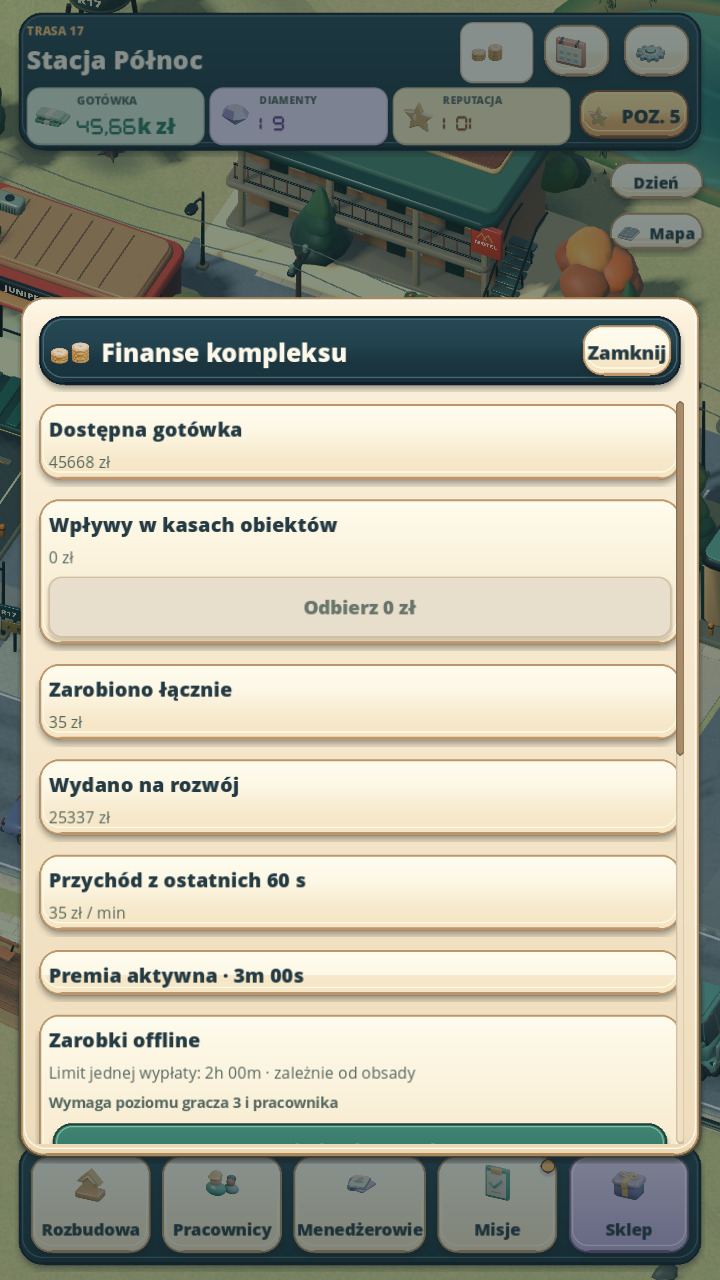 TRASA 17
Stacja Północ
GOTÓWKA
45,66k zł
DIAMENTY
19
REPUTACJA
101
POZ. 5
Dzień
Mapa
MOTEL
Finanse kompleksu
Zamknij
Dostępna gotówka
45668 zł
Wpływy w kasach obiektów
0 zł
Odbierz 0 zł
Zarobiono łącznie
35 zł
Wydano na rozwój
25337 zł
Przychód z ostatnich 60 s
35 zł / min
Premia aktywna · 3m 00s
Zarobki offline
Limit jednej wypłaty: 2h 00m · zależnie od obsady
Wymaga poziomu gracza 3 i pracownika
R17
Rozbudowa
Pracownicy
Menedżerowie
Misje
Sklep